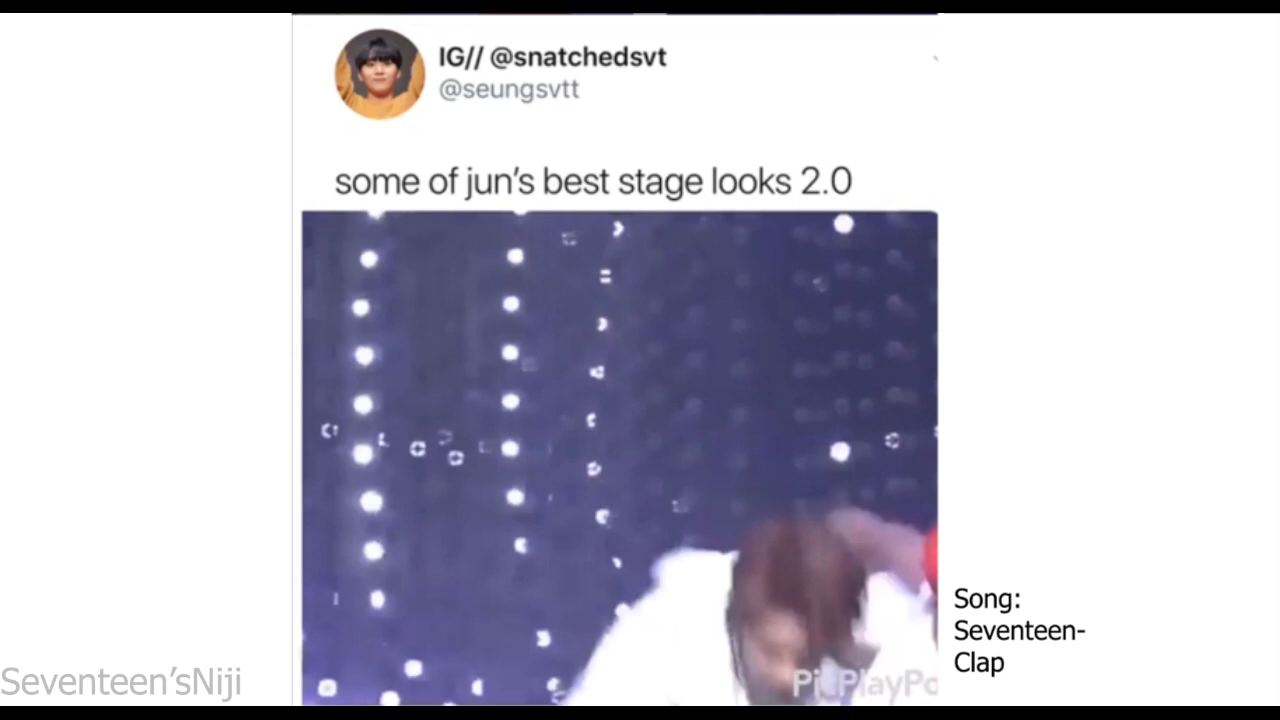 IG// @snatchedsvt
@seungsvtt
some of jun's best stage looks 2.0
Song:
Seventeen-
Clap
Seventeen'sNiji